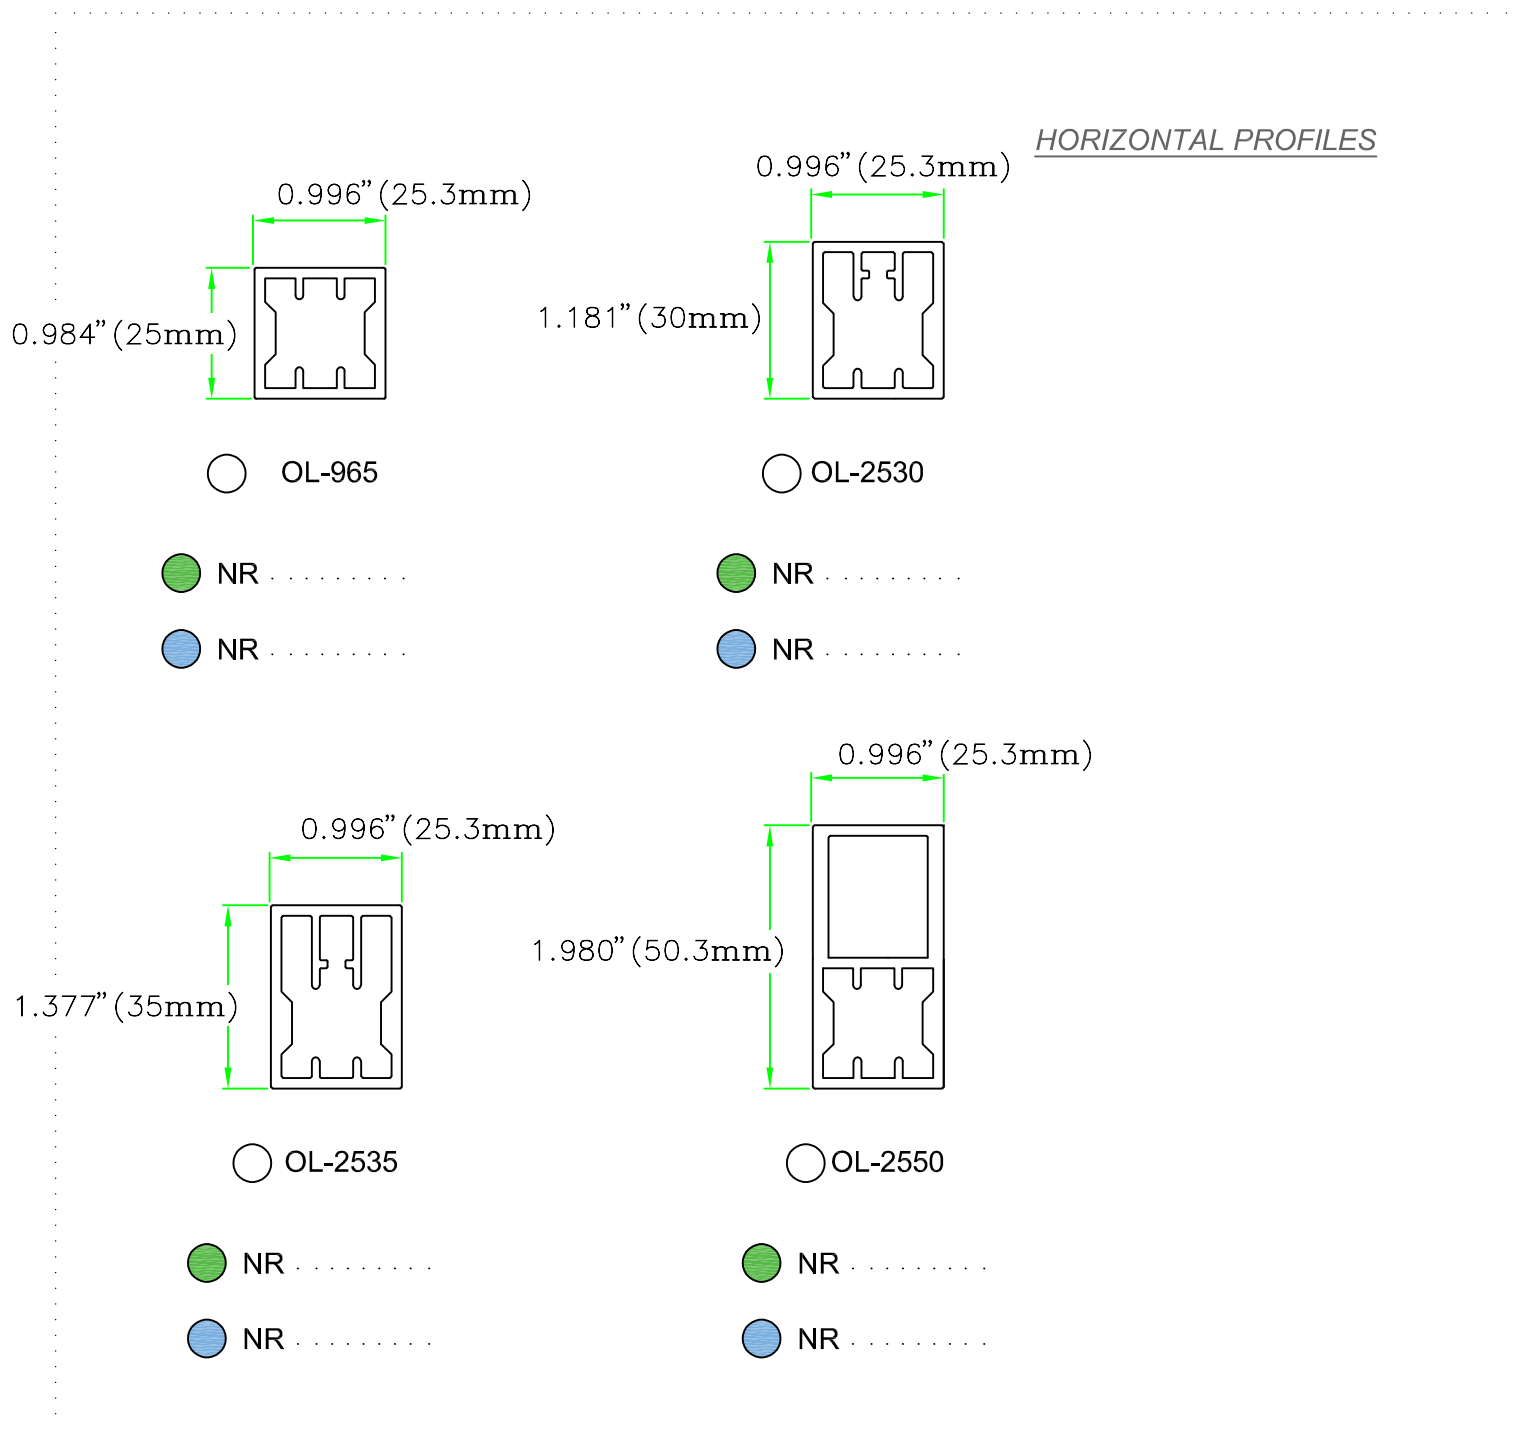 HORIZONTAL PROFILES
0.996”(25.3mm)
0.984”(25mm)
OL-965
NR . . . . . . . . .
NR . . . . . . . . .
0.996”(25.3mm)
1.181”(30mm)
OL-2530
NR . . . . . . . . .
NR . . . . . . . . .
0.996”(25.3mm)
1.377”(35mm)
OL-2535
NR . . . . . . . . .
NR . . . . . . . . .
0.996”(25.3mm)
1.980”(50.3mm)
OL-2550
NR . . . . . . . . .
NR . . . . . . . . .